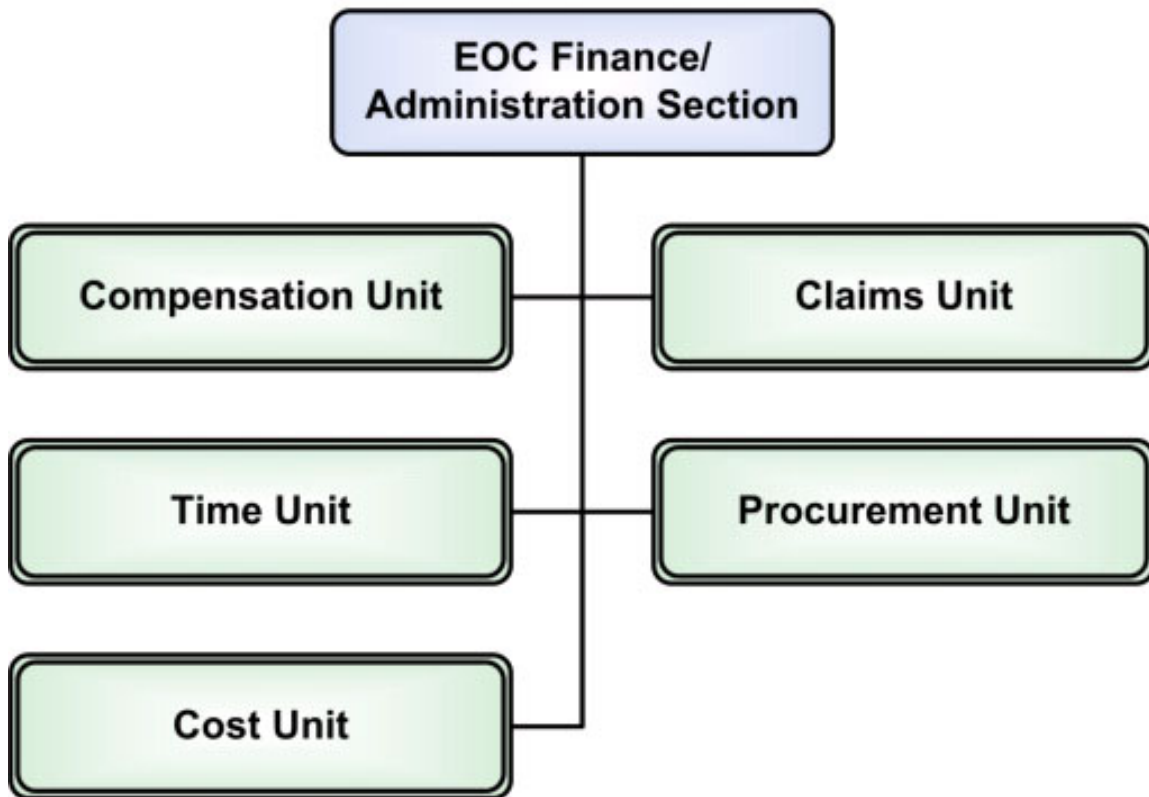 EOC Finance/
Administration Section
Compensation Unit
Claims Unit
Time Unit
Procurement Unit
Cost Unit